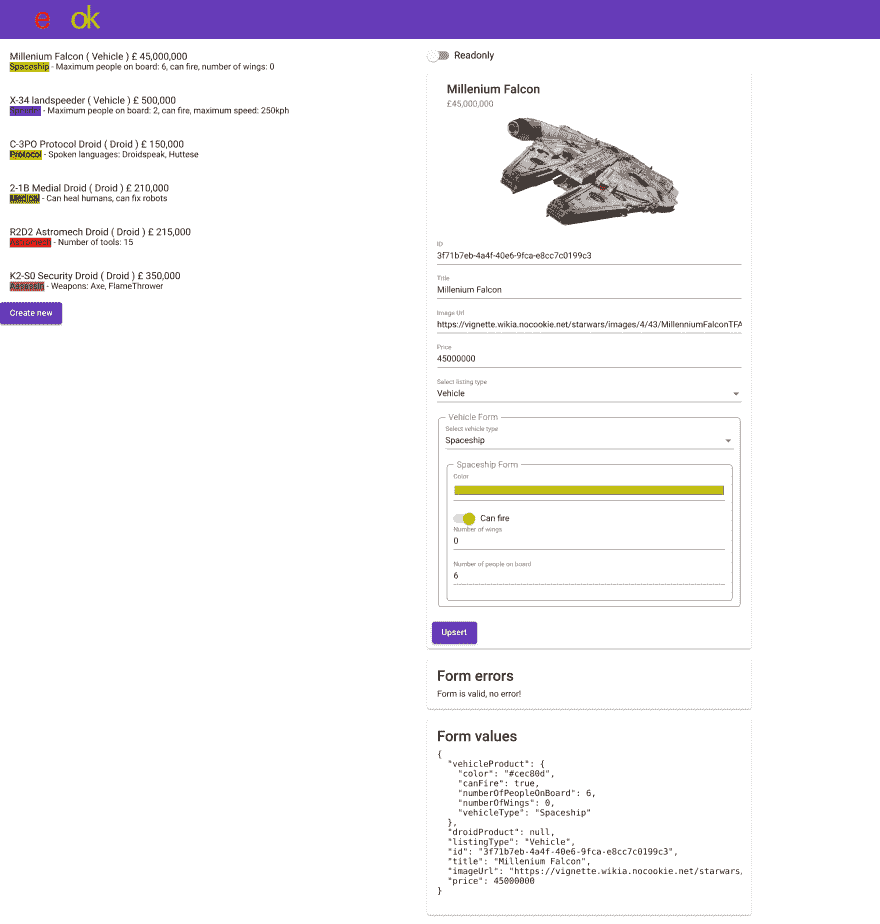 e ok
Millenium Falcon ( Vehicle ) £ 45,000,000
Spaceship - Maximum people on board: 6, can fire, number of wings: 0
X-34 landspeeder ( Vehicle ) £ 500,000
Speeder - Maximum people on board: 2, can fire, maximum speed: 250kph
C-3PO Protocol Droid ( Droid ) £ 150,000
Protocol - Spoken languages: Droidspeak, Huttese
2-1B Medial Droid ( Droid ) £ 210,000
Medical - Can heal humans, can fix robots
R2D2 Astromech Droid ( Droid ) £ 215,000
Astromech - Number of tools: 15
K2-S0 Security Droid ( Droid ) £ 350,000
Assassin - Weapons: Axe, FlameThrower
Create new
Readonly
Millenium Falcon
£45,000,000
ID
3f71b7eb-4a4f-40e6-9fca-e8cc7c0199c3
Title
Millenium Falcon
Image Url
https://vignette.wikia.nocookie.net/starwars/images/4/43/MillenniumFalconTFA
Price
45000000
Select listing type
Vehicle
Vehicle Form
Select vehicle type
Spaceship
Spaceship Form
Color
Can fire
Number of wings
0
Number of people on board
6
Upsert
Form errors
Form is valid, no error!
Form values
{
"vehicleProduct": {
"color": "#cec80d",
"canFire": true,
"numberOfPeopleOnBoard": 6,
"numberOfWings": 0,
"vehicleType": "Spaceship"
},
"droidProduct": null,
"listingType": "Vehicle",
"id": "3f71b7eb-4a4f-40e6-9fca-e8cc7c0199c3",
"title": "Millenium Falcon",
"imageUrl": "https://vignette.wikia.nocookie.net/starwars,
"price": 45000000
}